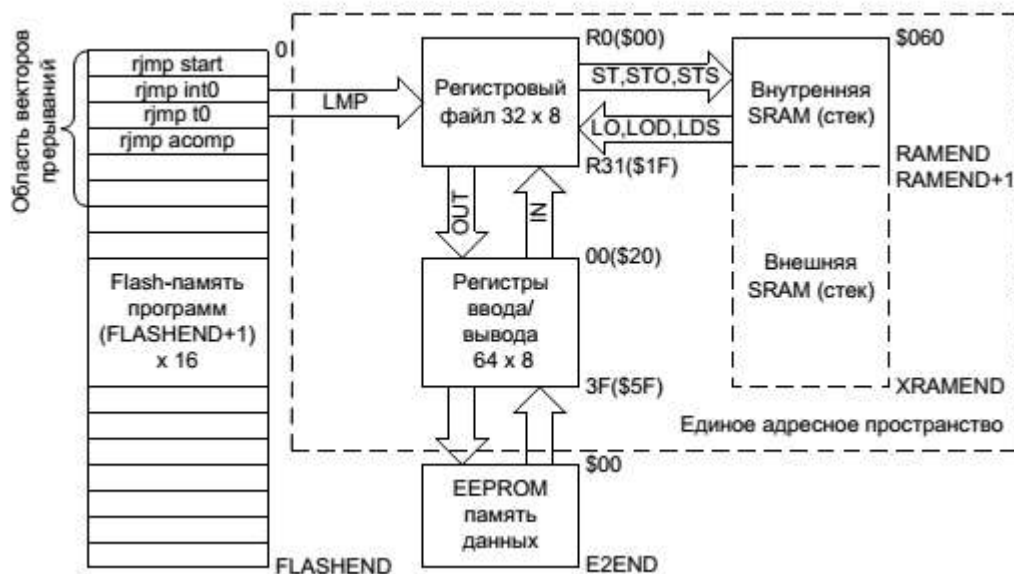 Область векторов
прерываний
0
rjmp start
rjmp int0
rjmp t0
rjmp acomp
Flash-память
программ
(FLASHEND+1)
x 16
FLASHEND
LMP
R0($00)
Регистровый
файл 32 x 8
R31($1F)
ST,STO,STS
LO,LOD,LDS
$060
Внутренняя
SRAM (стек)
RAMEND
RAMEND+1
OUT
IN
00($20)
Регистры
ввода/
вывода
64 x 8
3F($5F)
Внешняя
SRAM (стек)
XRAMEND
Единое адресное пространство
$00
EEPROM
память
данных
E2END